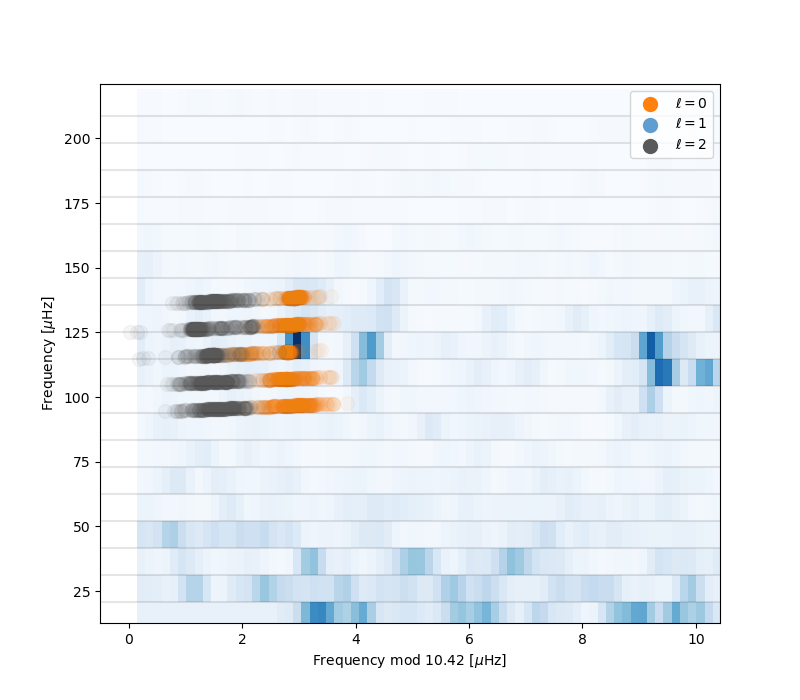 ℓ = 0
ℓ = 1
ℓ = 2
200
175
150
125
100
75
50
25
Frequency [μHz]
0 2 4 6 8 10
Frequency mod 10.42 [μHz]